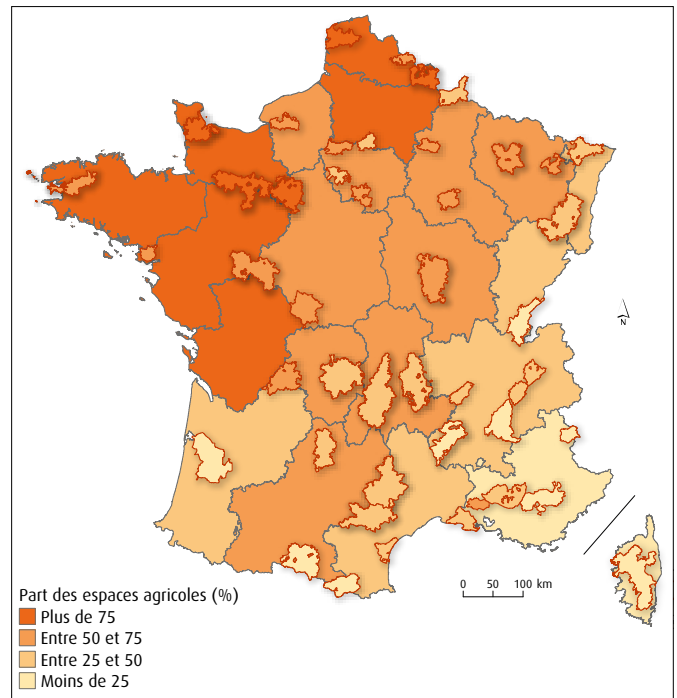 N
0 50 100 km
Part des espaces agricoles (%)
Plus de 75
Entre 50 et 75
Entre 25 et 50
Moins de 25